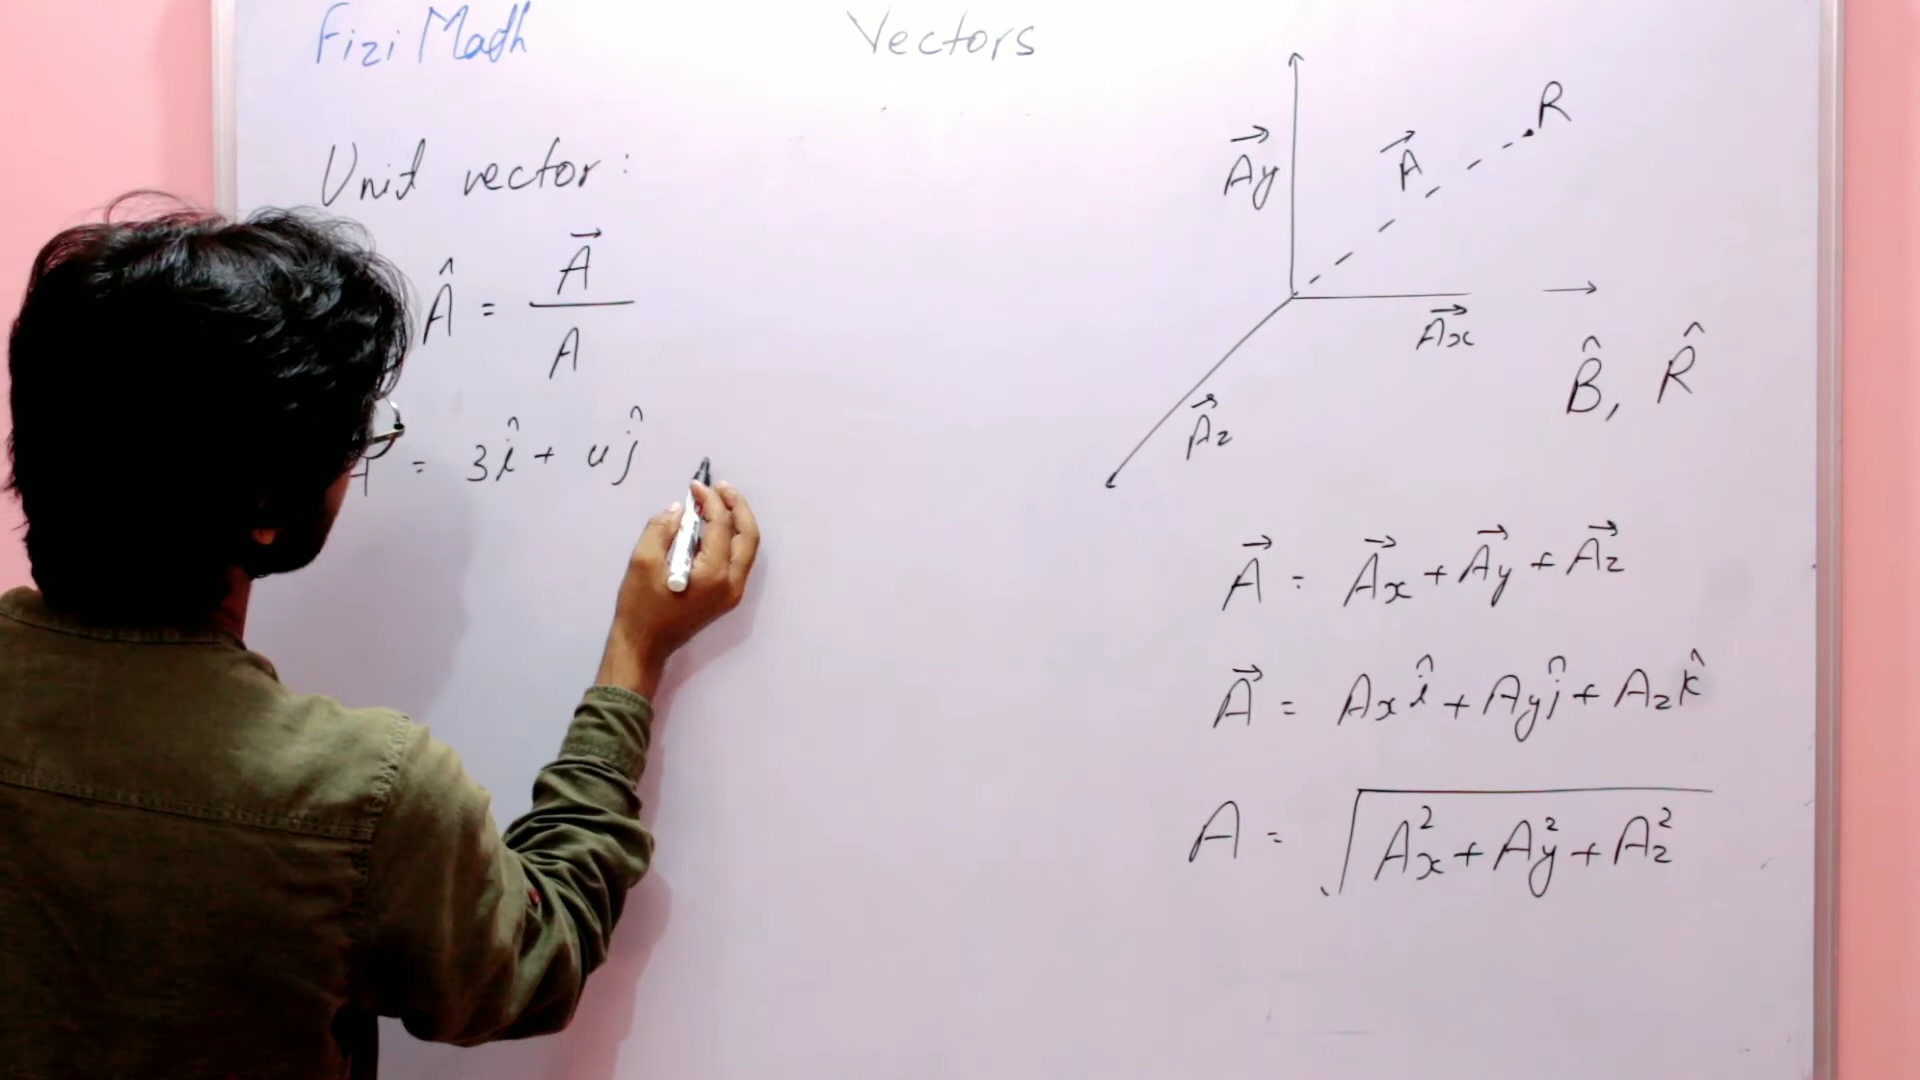 Fizi Math
Vectors
Unit vector:
Â = A⃗ / A
A = 3î + 4ĵ
A⃗y
A⃗
R
A⃗x
A⃗z
B̂, R̂
A⃗ = A⃗x + A⃗y + A⃗z
A⃗ = Axî + Ayĵ + Azk̂
A = √(Ax² + Ay² + Az²)